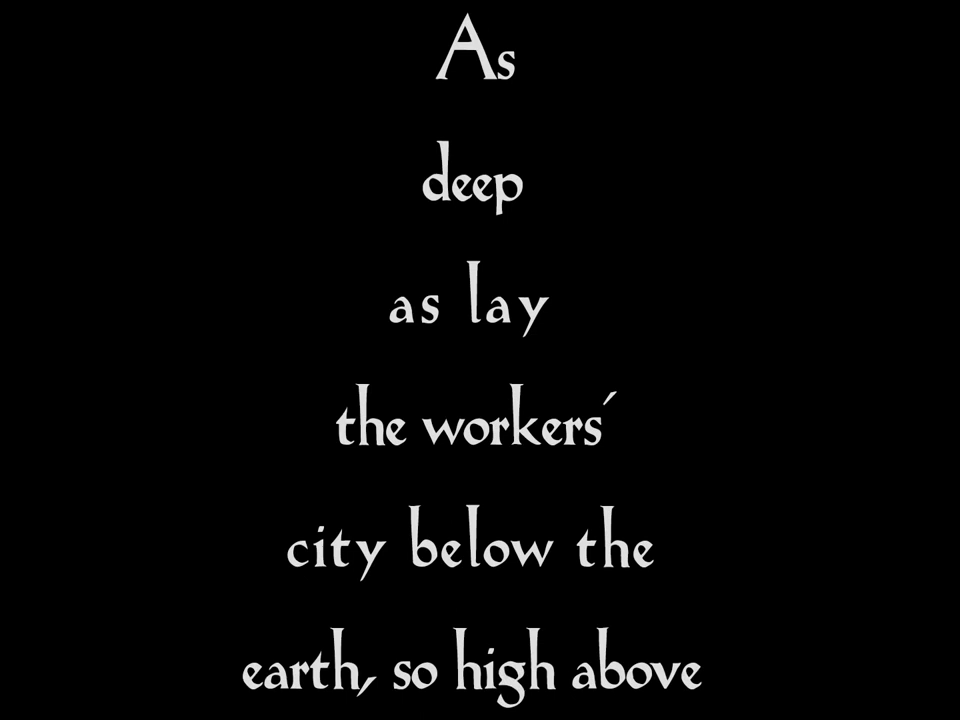 As
deep
as lay
the workers´
city below the
earth, so high above